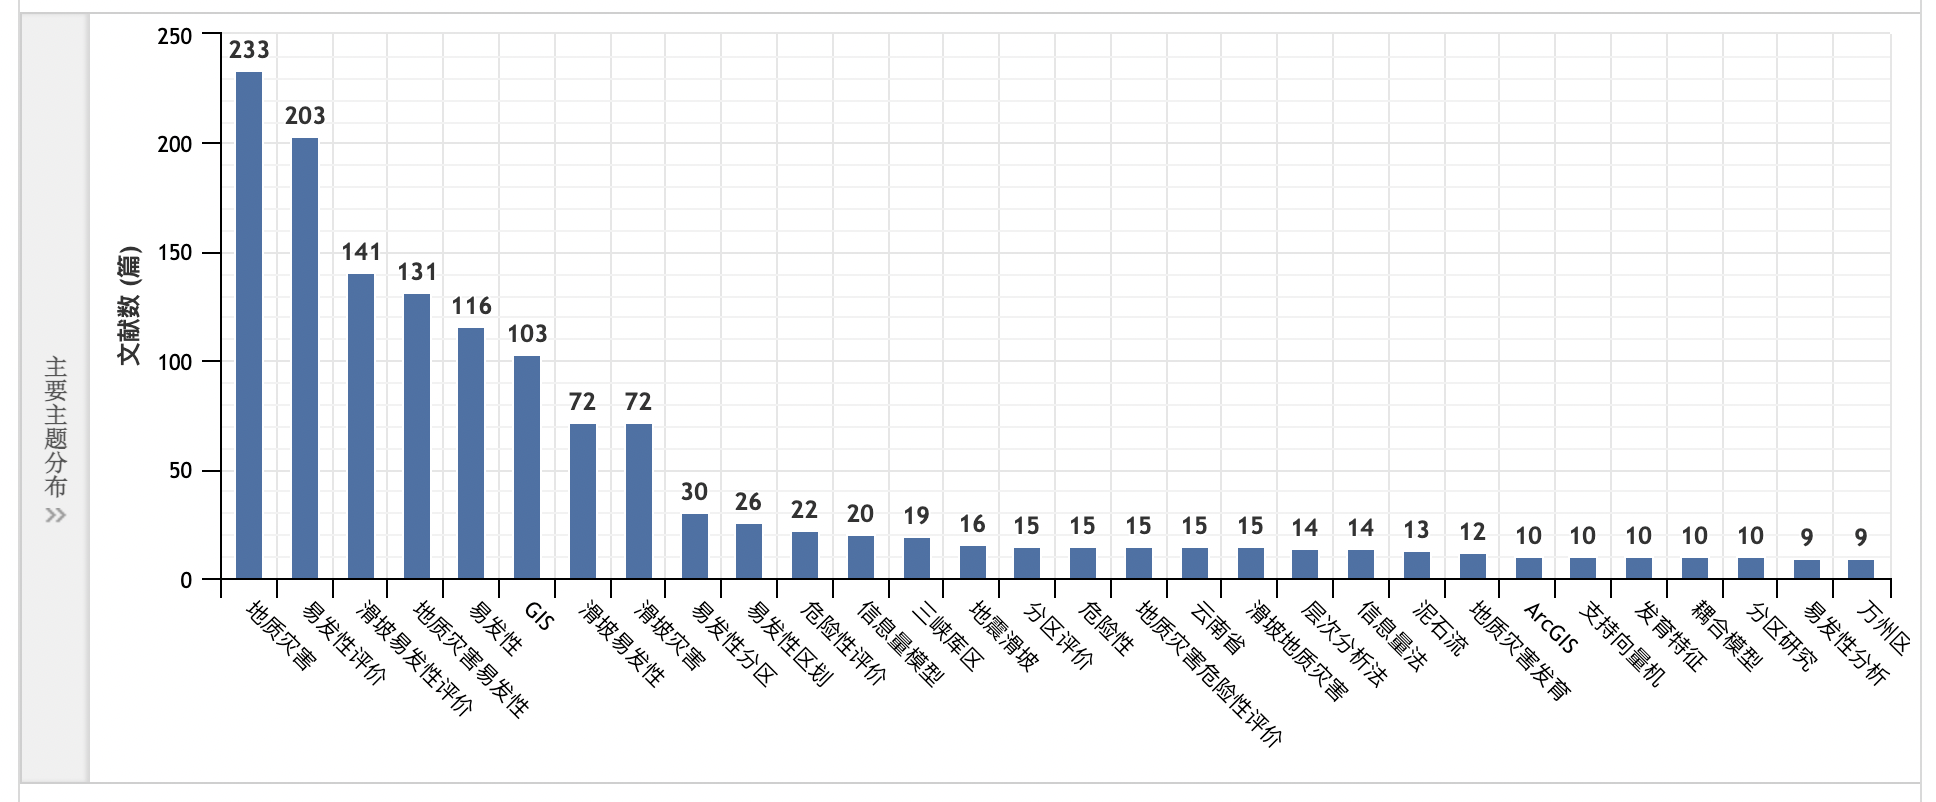 主要主题分布
文献数 (篇)
250
200
150
100
50
0
233
203
141
131
116
103
72
72
30
26
22
20
19
16
15
15
15
15
15
14
14
13
12
10
10
10
10
10
9
9
地质灾害
易发性评价
滑坡易发性评价
地质灾害易发性
易发性
GIS
滑坡易发性
滑坡灾害
易发性分区
易发性区划
危险性评价
信息量模型
三峡库区
地震滑坡
分区评价
危险性
地质灾害危险性评价
云南省
滑坡地质灾害
层次分析法
信息量法
泥石流
地质灾害发育
ArcGIS
支持向量机
发育特征
耦合模型
分区研究
易发性分析
万州区